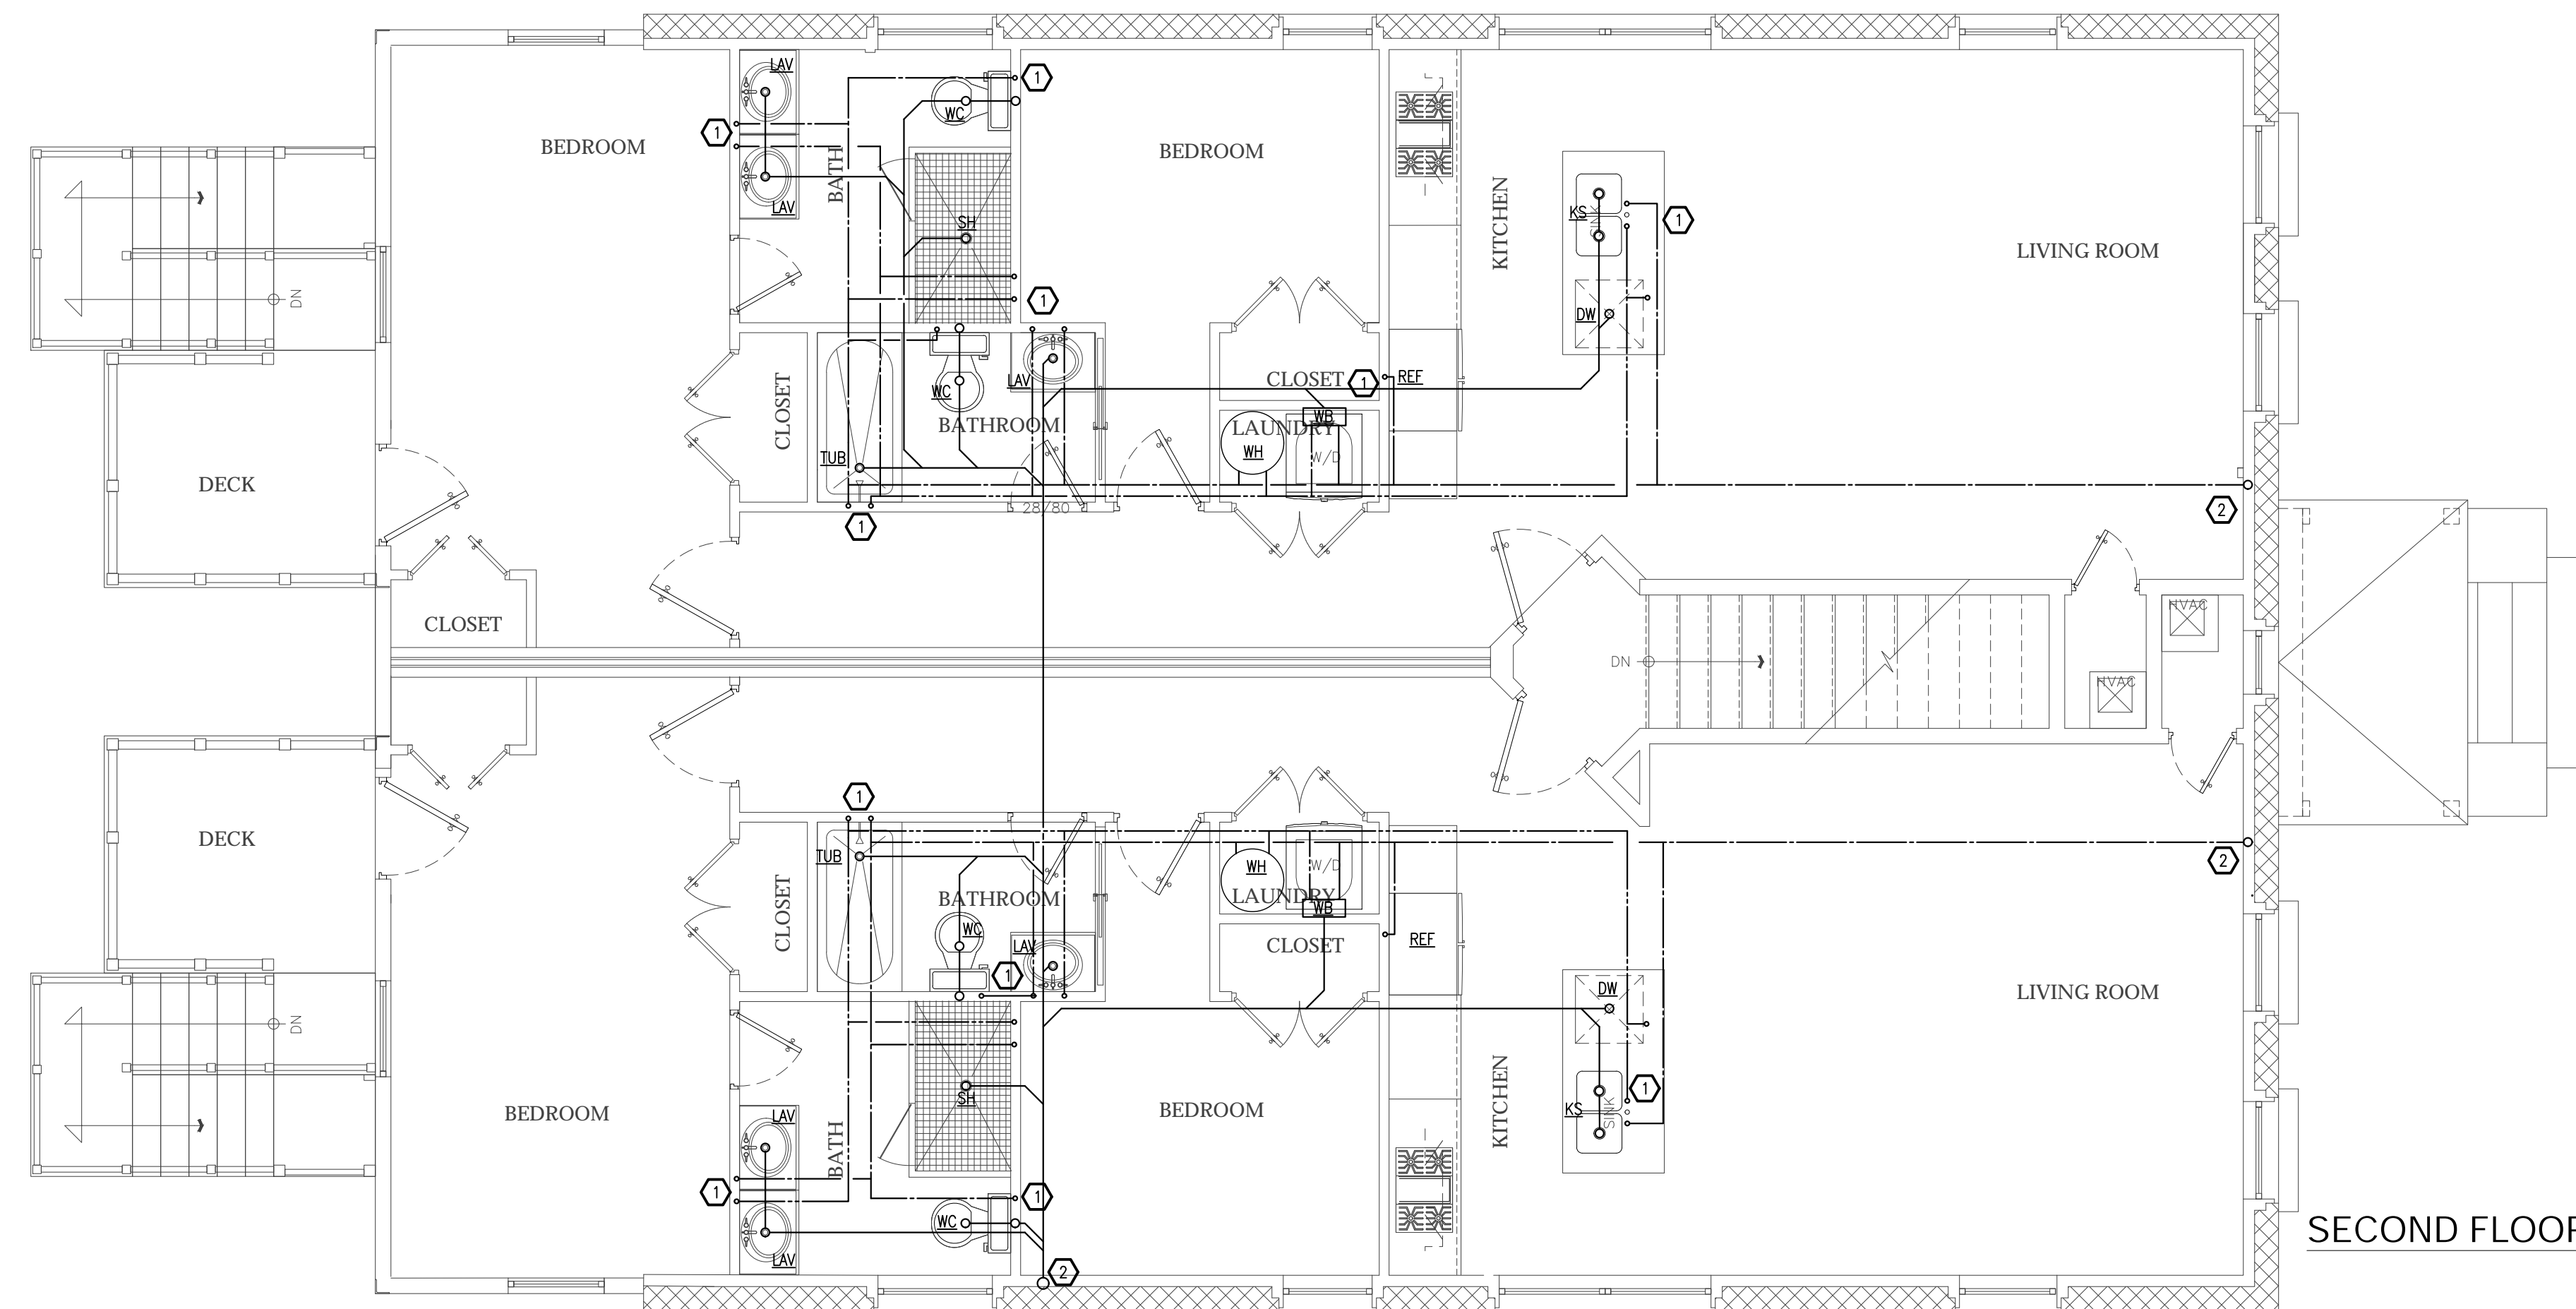 LAV
1
WC
1
BEDROOM
BATH
BEDROOM
LAV
SH
KITCHEN
KS
SINK
1
LIVING ROOM
DN
1
DW
CLOSET
WC
LAV
CLOSET
1
REF
BATHROOM
WB
LAUNDRY
WH
W/D
TUB
DECK
28/80
1
2
CLOSET
HVAC
DN
HVAC
1
TUB
DECK
CLOSET
BATHROOM
WH
W/D
LAUNDRY
WB
2
WC
LAV
1
CLOSET
REF
DW
LIVING ROOM
DN
SH
KITCHEN
KS
SINK
1
BEDROOM
LAV
BATH
BEDROOM
1
WC
1
LAV
2
SECOND FLOOR